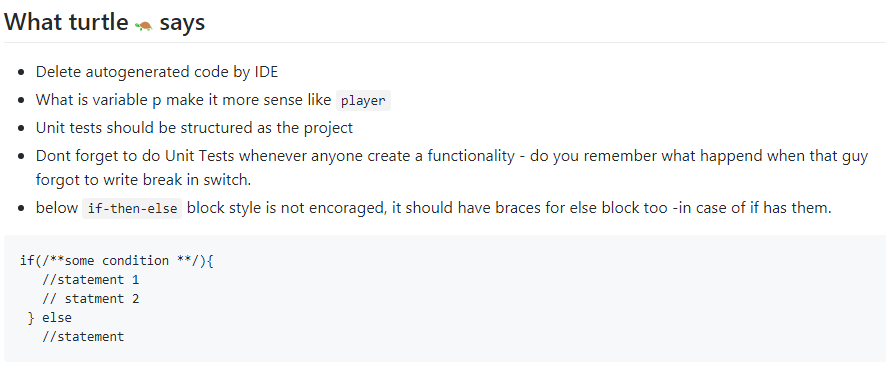 What turtle 🐢 says
Delete autogenerated code by IDE
What is variable p make it more sense like player
Unit tests should be structured as the project
Dont forget to do Unit Tests whenever anyone create a functionality - do you remember what happend when that guy
forgot to write break in switch.
below if-then-else block style is not encoraged, it should have braces for else block too -in case of if has them.
if(/**some condition **/){
   //statement 1
   // statment 2
 } else
   //statement